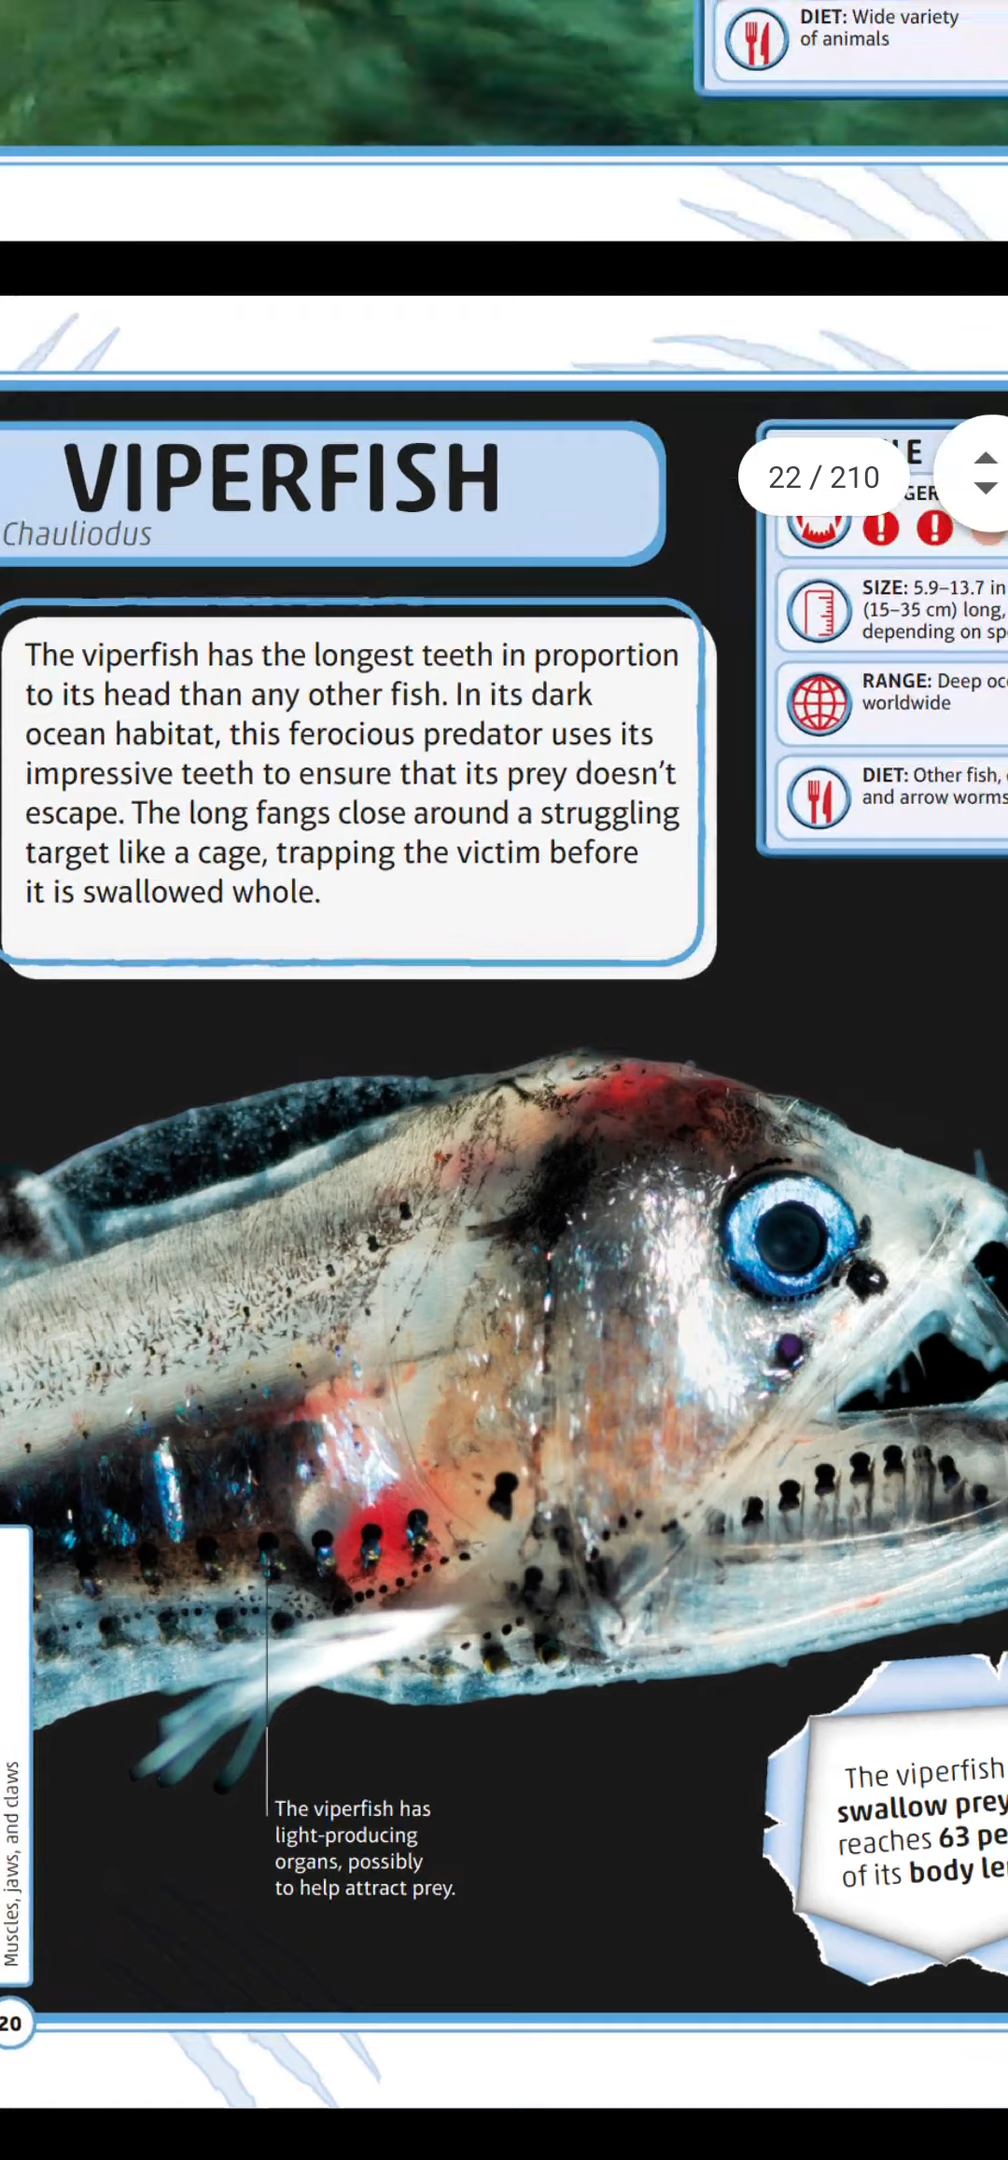 DIET: Wide variety
of animals
VIPERFISH
Chauliodus
22 / 210
The viperfish has the longest teeth in proportion
to its head than any other fish. In its dark
ocean habitat, this ferocious predator uses its
impressive teeth to ensure that its prey doesn't
escape. The long fangs close around a struggling
target like a cage, trapping the victim before
it is swallowed whole.
SIZE: 5.9–13.7 in
(15–35 cm) long,
depending on
RANGE: Deep
worldwide
DIET: Other fish,
and arrow worms
The viperfish has
light-producing
organs, possibly
to help attract prey.
The viperfish
swallow prey
reaches 63
of its body
Muscles, jaws, and claws
20